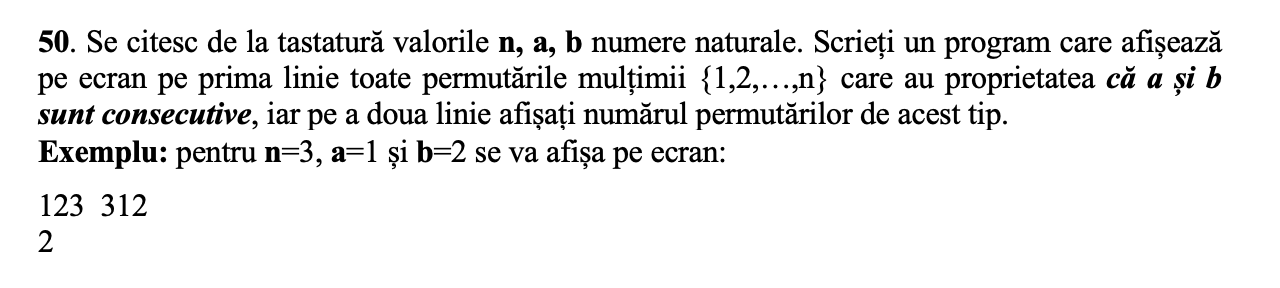 50. Se citesc de la tastatură valorile n, a, b numere naturale. Scrieți un program care afișează
pe ecran pe prima linie toate permutările mulțimii {1,2,…,n} care au proprietatea că a și b
sunt consecutive, iar pe a doua linie afișați numărul permutărilor de acest tip.
Exemplu: pentru n=3, a=1 și b=2 se va afișa pe ecran:
123  312
2